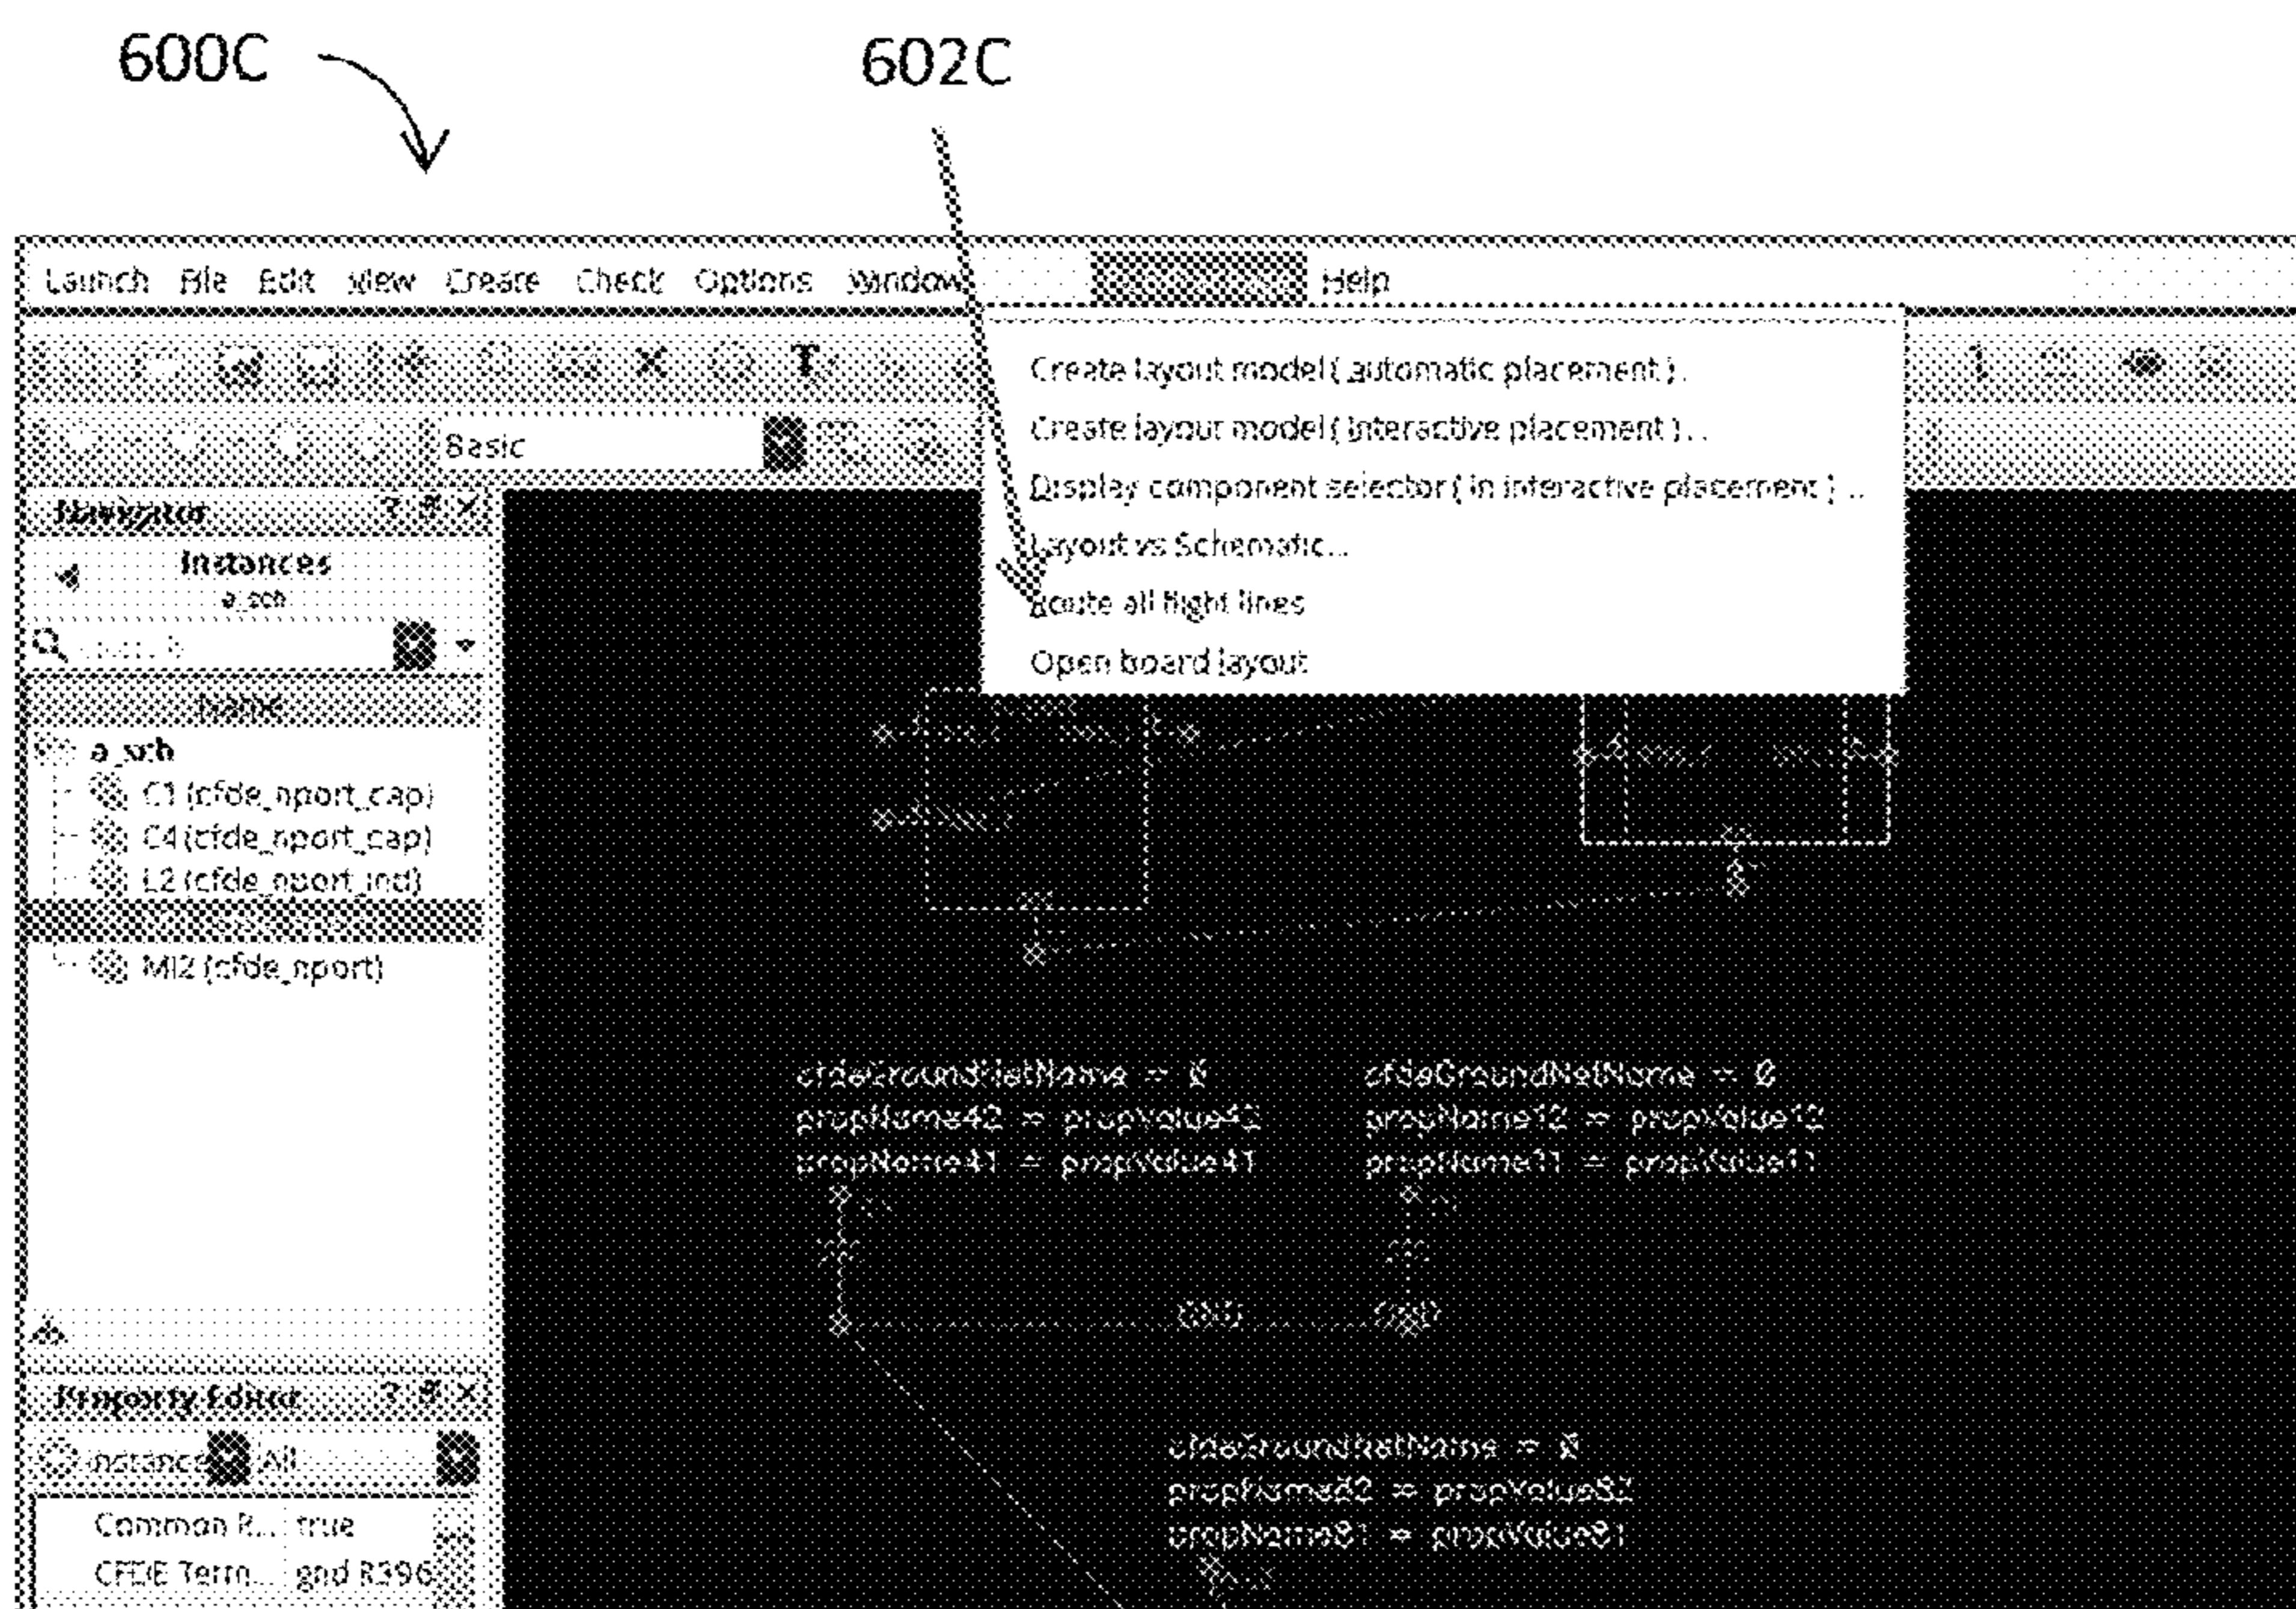 600C
602C
Launch File Edit View Create Check Options Window Help
Create layout model ( automatic placement ) .
Create layout model ( interactive placement ) . .
Display component selector ( in interactive placement ) ..
Layout vs Schematic...
Route all flight lines
Open board layout
Basic
Navigator
Instances
a_sch
Name
a_sch
C1 (cfde_nport_cap)
C4 (cfde_nport_cap)
L2 (cfde_nport_ind)
MI2 (cfde_nport)
cfdeGroundNetName = 0
propName42 = propValue42
propName41 = propValue41
cfdeGroundNetName = 0
propName12 = propValue12
propName11 = propValue11
GND
GND
Property Editor
instance All
Common R... true
CFDE Term... gnd R396
cfdeGroundNetName = 0
propName82 = propValue82
propName81 = propValue81